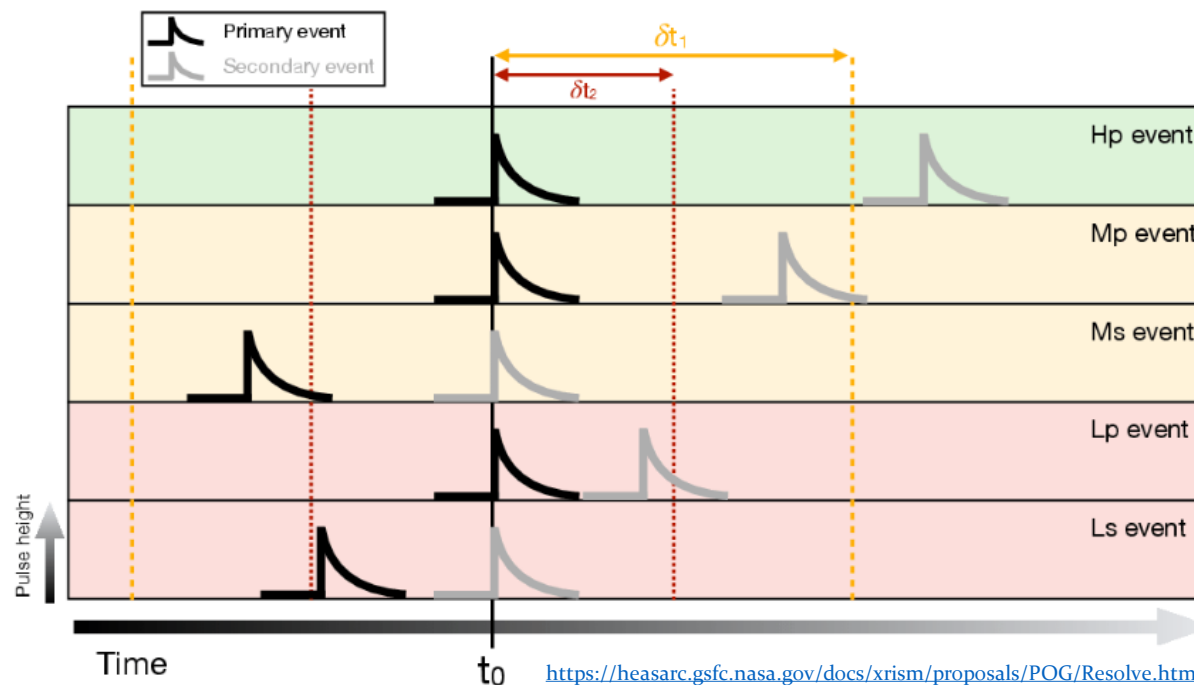 Primary event
Secondary event
δt₁
δt₂
Hp event
Mp event
Ms event
Lp event
Ls event
Pulse height
Time
t₀
https://heasarc.gsfc.nasa.gov/docs/xrism/proposals/POG/Resolve.htm